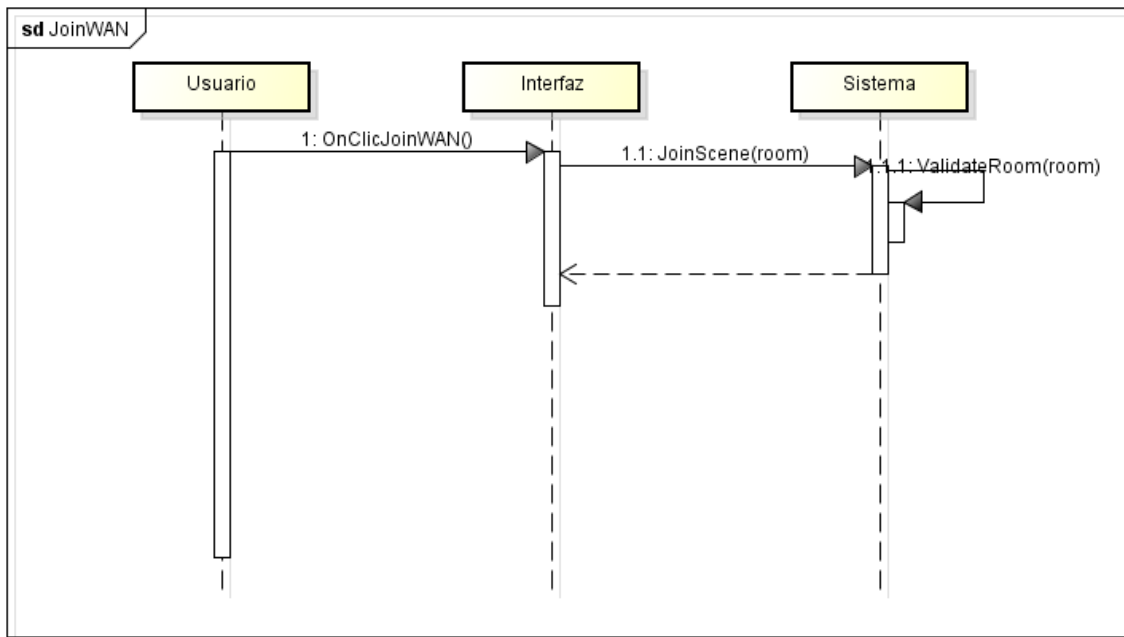 sd JoinWAN
Usuario
Interfaz
Sistema
1: OnClicJoinWAN()
1.1: JoinScene(room)
1.1.1: ValidateRoom(room)